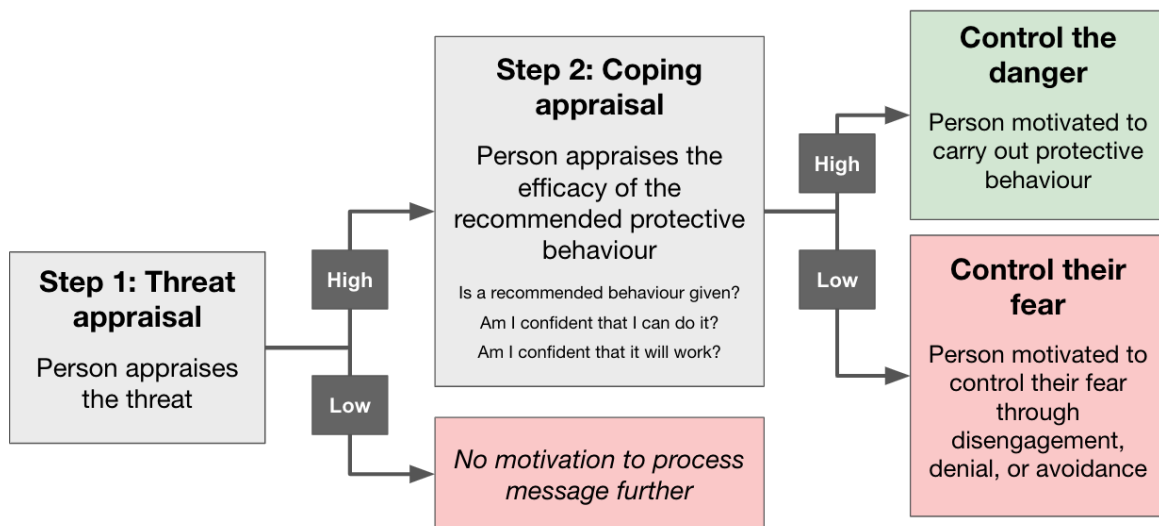 Step 1: Threat
appraisal
Person appraises
the threat
High
Low
Step 2: Coping
appraisal
Person appraises the
efficacy of the
recommended protective
behaviour
Is a recommended behaviour given?
Am I confident that I can do it?
Am I confident that it will work?
No motivation to process
message further
High
Low
Control the
danger
Person motivated to
carry out protective
behaviour
Control their
fear
Person motivated to
control their fear
through
disengagement,
denial, or avoidance